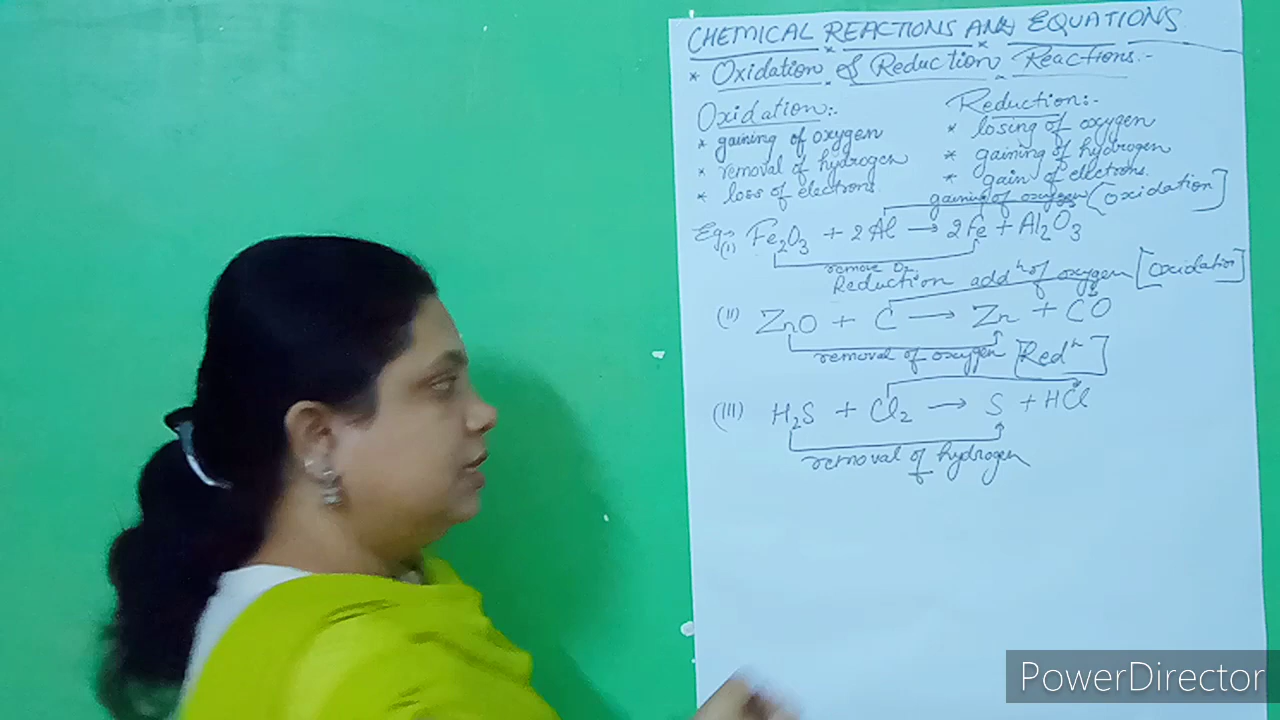 CHEMICAL REACTIONS AND EQUATIONS
* Oxidation of Reduction Reactions:-
Oxidation:-
* gaining of oxygen
* removal of hydrogen
* loss of electrons
Reduction:-
* losing of oxygen
* gaining of hydrogen
* gain of electrons.
gaining of oxygen [Oxidation]
Eg:- (I) Fe2O3 + 2Al → 2Fe + Al2O3
remove O2
Reduction
addn of oxygen [Oxidation]
(II) ZnO + C → Zn + CO
removal of oxygen [Redn]
(III) H2S + Cl2 → S + HCl
removal of hydrogen
PowerDirector